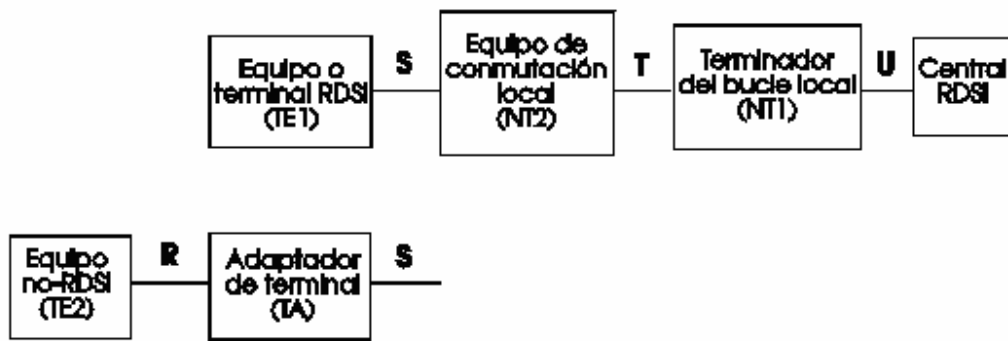 Equipo o
terminal RDSI
(TE1)
S
Equipo de
conmutación
local
(NT2)
T
Terminador
del bucle local
(NT1)
U
Central
RDSI
Equipo
no-RDSI
(TE2)
R
Adaptador
de terminal
(TA)
S